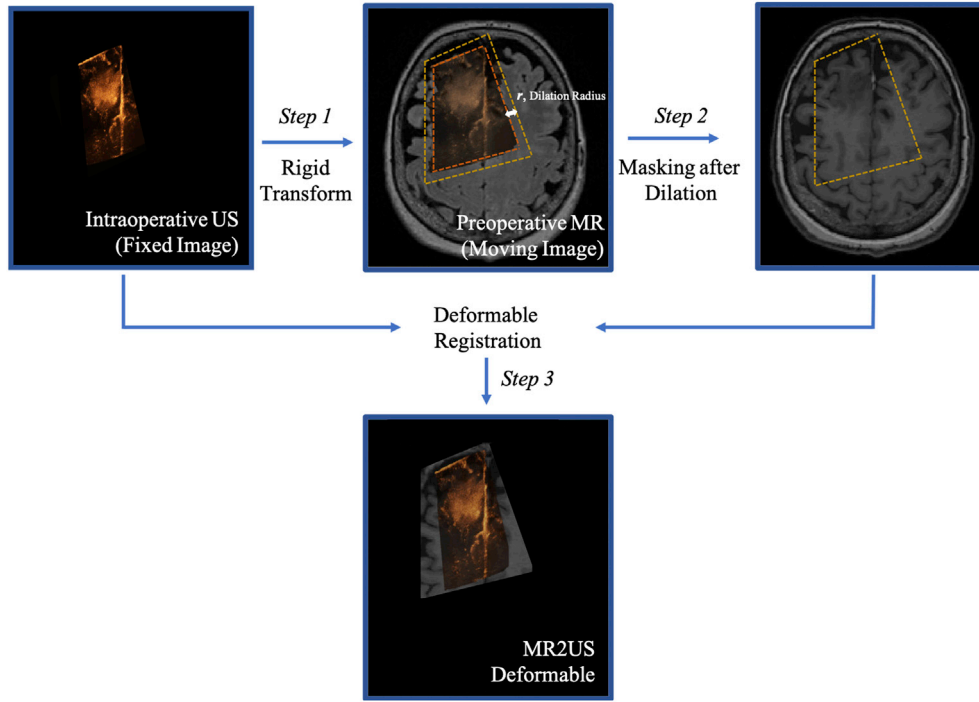 Intraoperative US
(Fixed Image)
Step 1
Rigid
Transform
r, Dilation Radius
Preoperative MR
(Moving Image)
Step 2
Masking after
Dilation
Deformable
Registration
Step 3
MR2US
Deformable